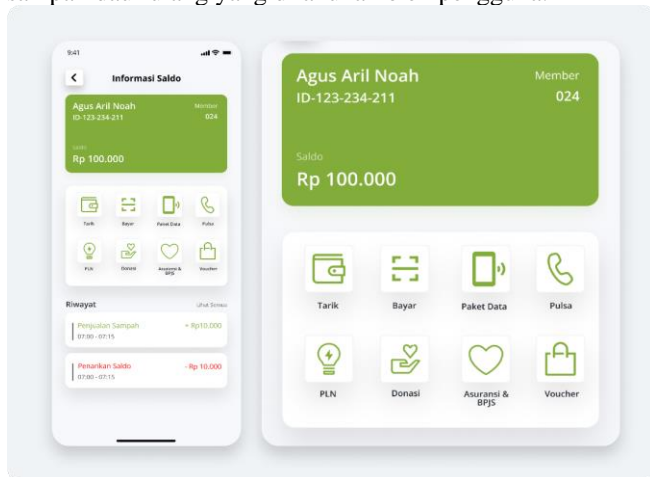 9:41
Informasi Saldo
Agus Aril Noah
Member
ID-123-234-211
024
Saldo
Rp 100.000
Tarik
Bayar
Paket Data
Pulsa
PLN
Donasi
Asuransi &
BPJS
Voucher
Riwayat
Lihat Semua
Penjualan Sampah
+ Rp10.000
07:00 - 07:15
Penarikan Saldo
- Rp 10.000
07:00 - 07:15
Agus Aril Noah
Member
ID-123-234-211
024
Saldo
Rp 100.000
Tarik
Bayar
Paket Data
Pulsa
PLN
Donasi
Asuransi &
BPJS
Voucher